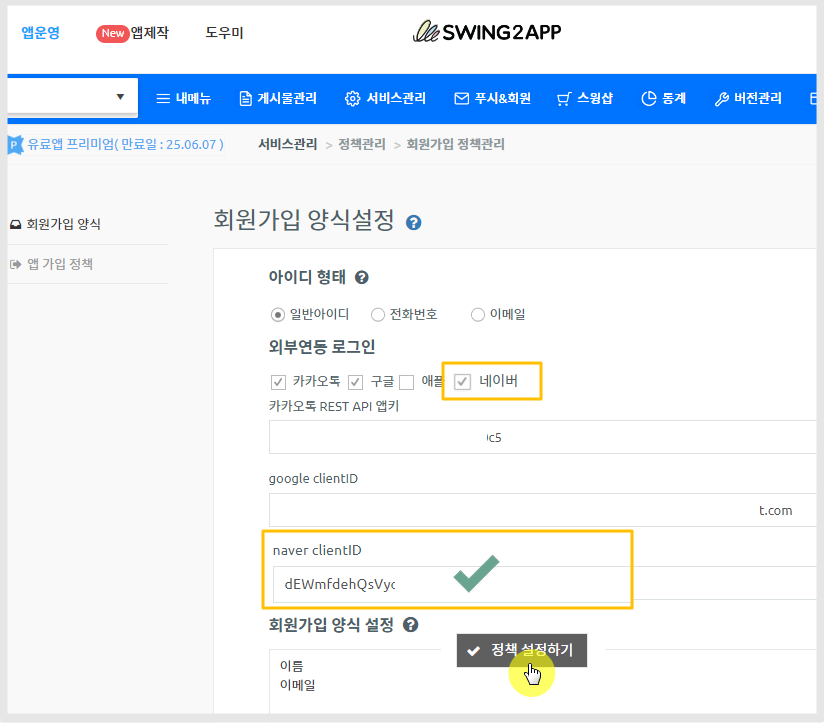 앱운영 New 앱제작 도우미 SWING2APP
내메뉴 게시물관리 서비스관리 푸시&회원 스윙샵 통계 버전관리
P 유료앱 프리미엄( 만료일 : 25.06.07 ) 서비스관리 > 정책관리 > 회원가입 정책관리
회원가입 양식
앱 가입 정책
회원가입 양식설정 ?
아이디 형태 ?
일반아이디 전화번호 이메일
외부연동 로그인
카카오톡 구글 애플 네이버
카카오톡 REST API 앱키
c5
google clientID
t.com
naver clientID
dEWmfdehQsVyc
회원가입 양식 설정 ?
정책 설정하기
이름
이메일